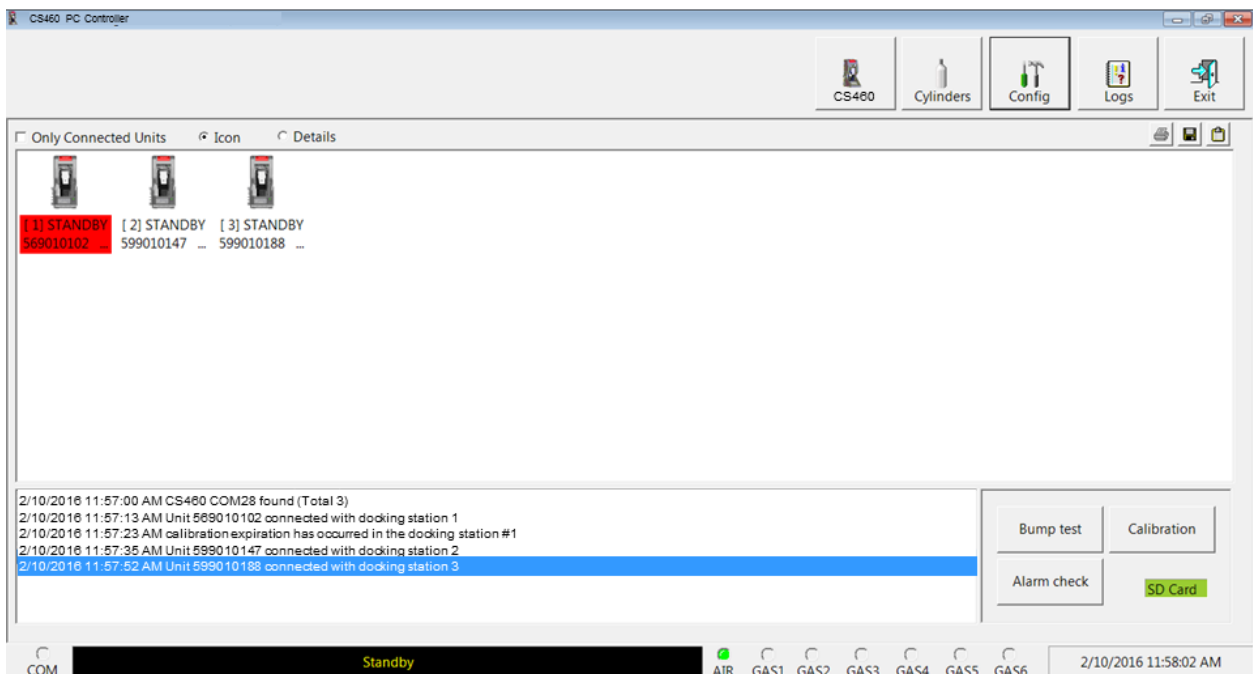 CS460 PC Controller
CS460
Cylinders
Config
Logs
Exit
Only Connected Units
Icon
Details
[ 1] STANDBY
569010102 ...
[ 2] STANDBY
599010147 ...
[ 3] STANDBY
599010188 ...
2/10/2016 11:57:00 AM CS460 COM28 found (Total 3)
2/10/2016 11:57:13 AM Unit 569010102 connected with docking station 1
2/10/2016 11:57:23 AM calibration expiration has occurred in the docking station #1
2/10/2016 11:57:35 AM Unit 599010147 connected with docking station 2
2/10/2016 11:57:52 AM Unit 599010188 connected with docking station 3
Bump test
Calibration
Alarm check
SD Card
COM
Standby
AIR
GAS1
GAS2
GAS3
GAS4
GAS5
GAS6
2/10/2016 11:58:02 AM